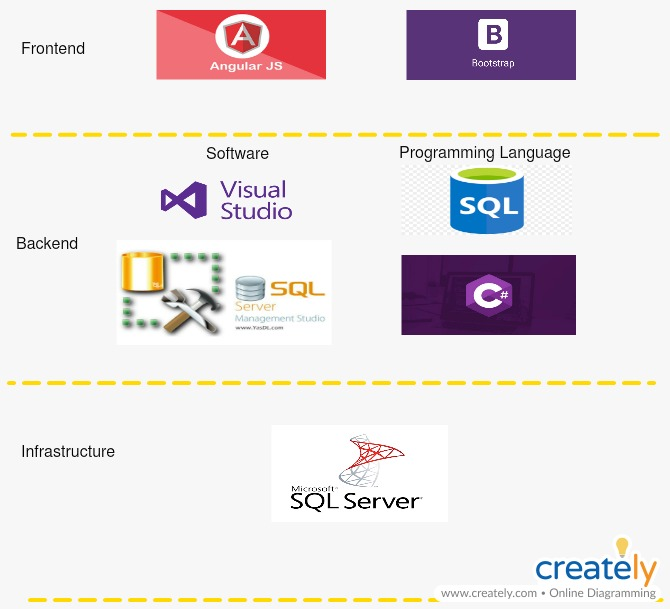 Frontend
A
Angular JS
B
Bootstrap
Software
Programming Language
Visual
Studio
SQL
Backend
SQL
Server
Management Studio
www.YasDL.com
C#
Infrastructure
Microsoft®
SQL Server®
creately
www.creately.com • Online Diagramming